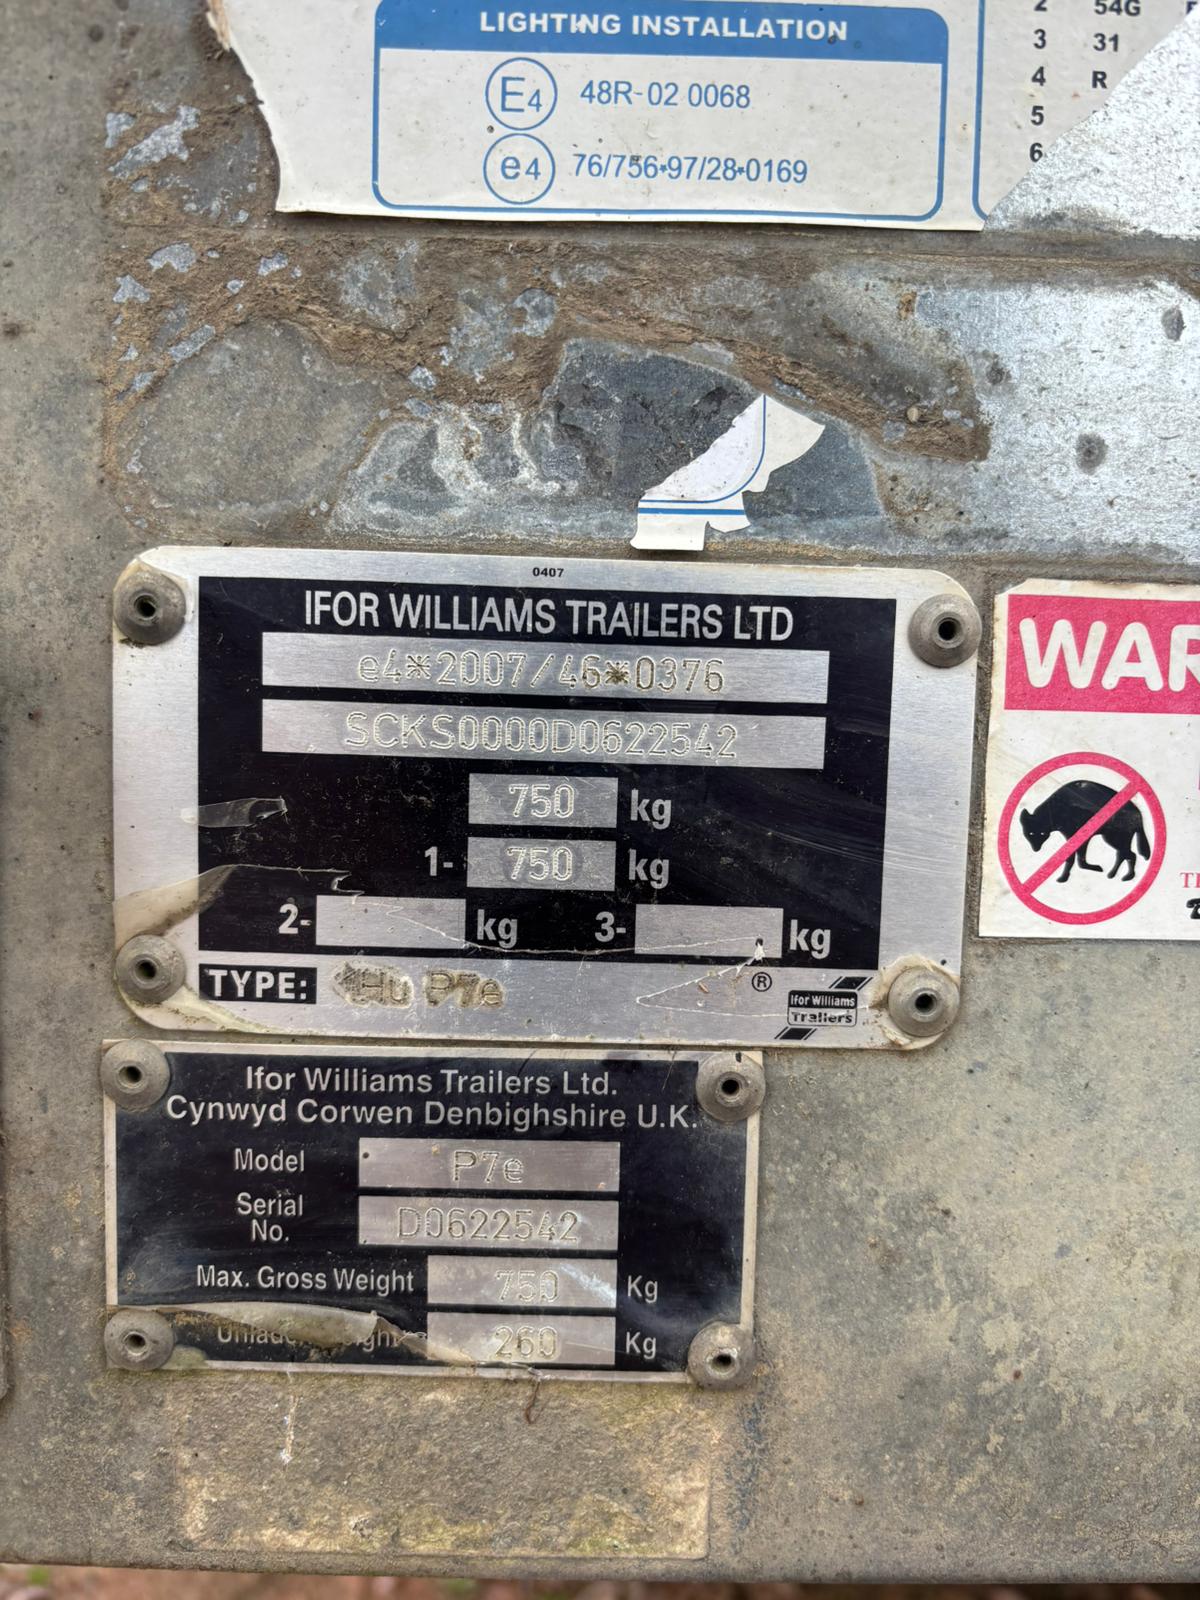 LIGHTING INSTALLATION
E4 48R-02 0068
e4 76/756*97/28*0169
2 54G
3 31
4 R
5
6
0407
IFOR WILLIAMS TRAILERS LTD
e4*2007/46*0376
SCKS0000D0622542
750 kg
1- 750 kg
2- kg 3- kg
TYPE: P7e
®
Ifor Williams
Trailers
WAR
Ifor Williams Trailers Ltd.
Cynwyd Corwen Denbighshire U.K.
Model P7e
Serial
No. D0622542
Max. Gross Weight 750 Kg
260 Kg